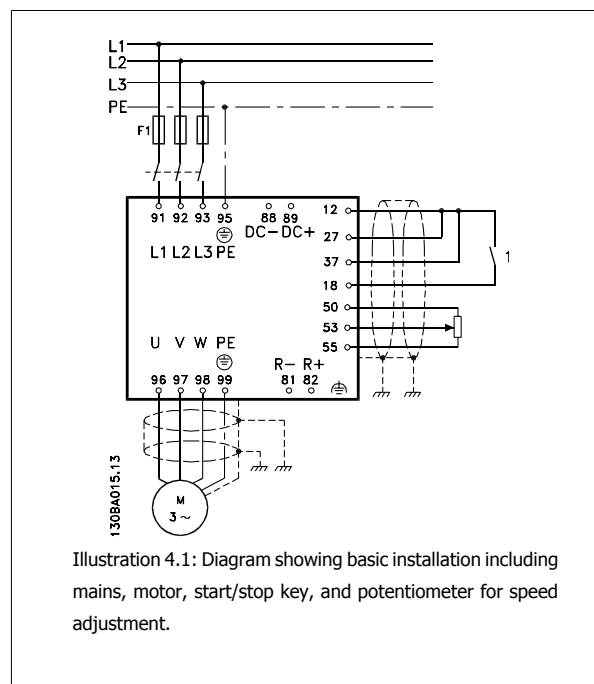 L1
L2
L3
PE
F1
91 92 93 95 88 89
DC− DC+
L1 L2 L3 PE
12
27
37
18
1
50
53
55
U V W PE
R− R+
96 97 98 99 81 82
M
3 ~
130BA015.13
Illustration 4.1: Diagram showing basic installation including
mains, motor, start/stop key, and potentiometer for speed
adjustment.